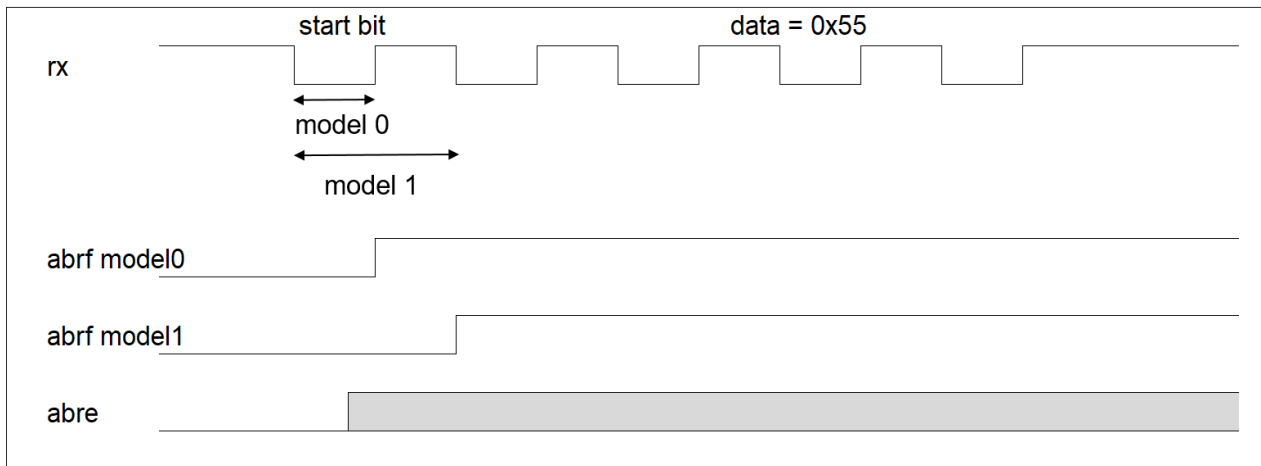 start bit
data = 0x55
rx
model 0
model 1
abrf model0
abrf model1
abre